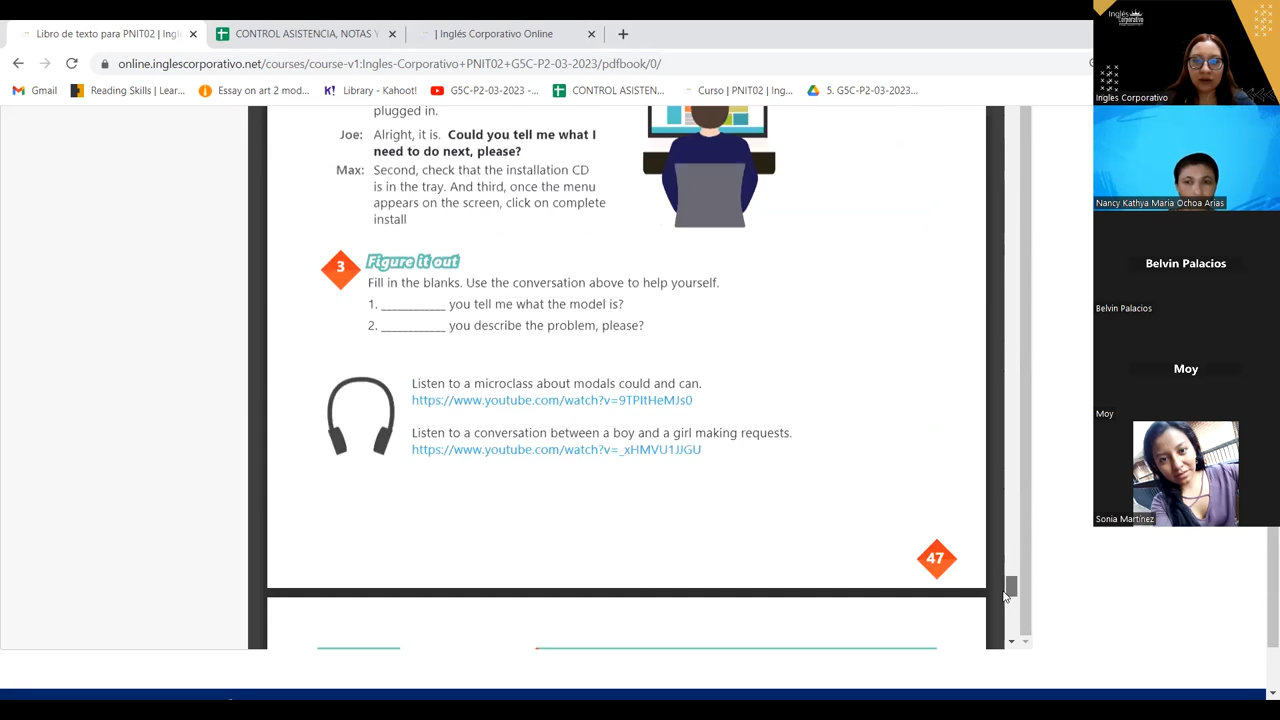 Libro de texto para PNIT02 | Ingl
CONTROL ASISTENCIA, NOTAS Y
| Inglés Corporativo Online
online.inglescorporativo.net/courses/course-v1:Ingles-Corporativo+PNIT02+G5C-P2-03-2023/pdfbook/0/
Gmail
Reading Skills | Lear...
Essay on art 2 mod...
Library - Kahoot!
G5C-P2-03-2023 -...
CONTROL ASISTEN...
Curso | PNIT02 | Ing...
5. G5C-P2-03-2023...
plugged in.
Joe: Alright, it is. Could you tell me what I
need to do next, please?
Max: Second, check that the installation CD
is in the tray. And third, once the menu
appears on the screen, click on complete
install
3 Figure it out
Fill in the blanks. Use the conversation above to help yourself.
1. ___________ you tell me what the model is?
2. ___________ you describe the problem, please?
Listen to a microclass about modals could and can.
https://www.youtube.com/watch?v=9TPItHeMJs0
Listen to a conversation between a boy and a girl making requests.
https://www.youtube.com/watch?v=_xHMVU1JJGU
47
Inglés
Corporativo
Ingles Corporativo
Nancy Kathya Maria Ochoa Arias
Belvin Palacios
Belvin Palacios
Moy
Moy
Sonia Martínez